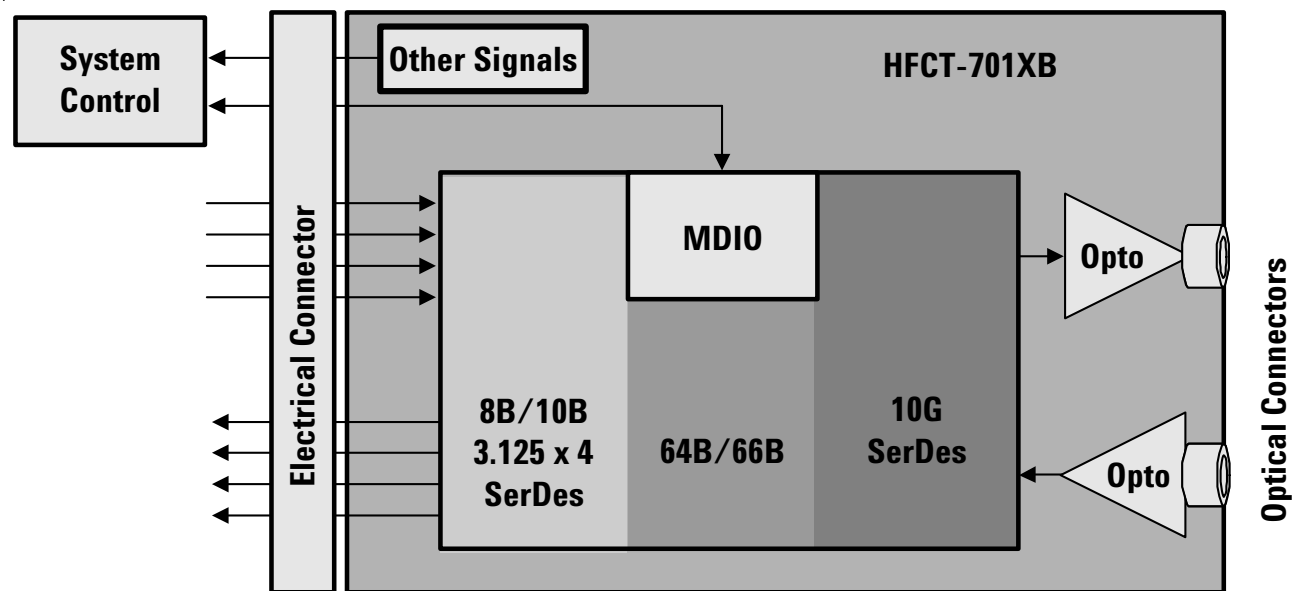 System
Control
Other Signals
HFCT-701XB
Electrical Connector
MDIO
8B/10B
3.125 x 4
SerDes
64B/66B
10G
SerDes
Opto
Opto
Optical Connectors